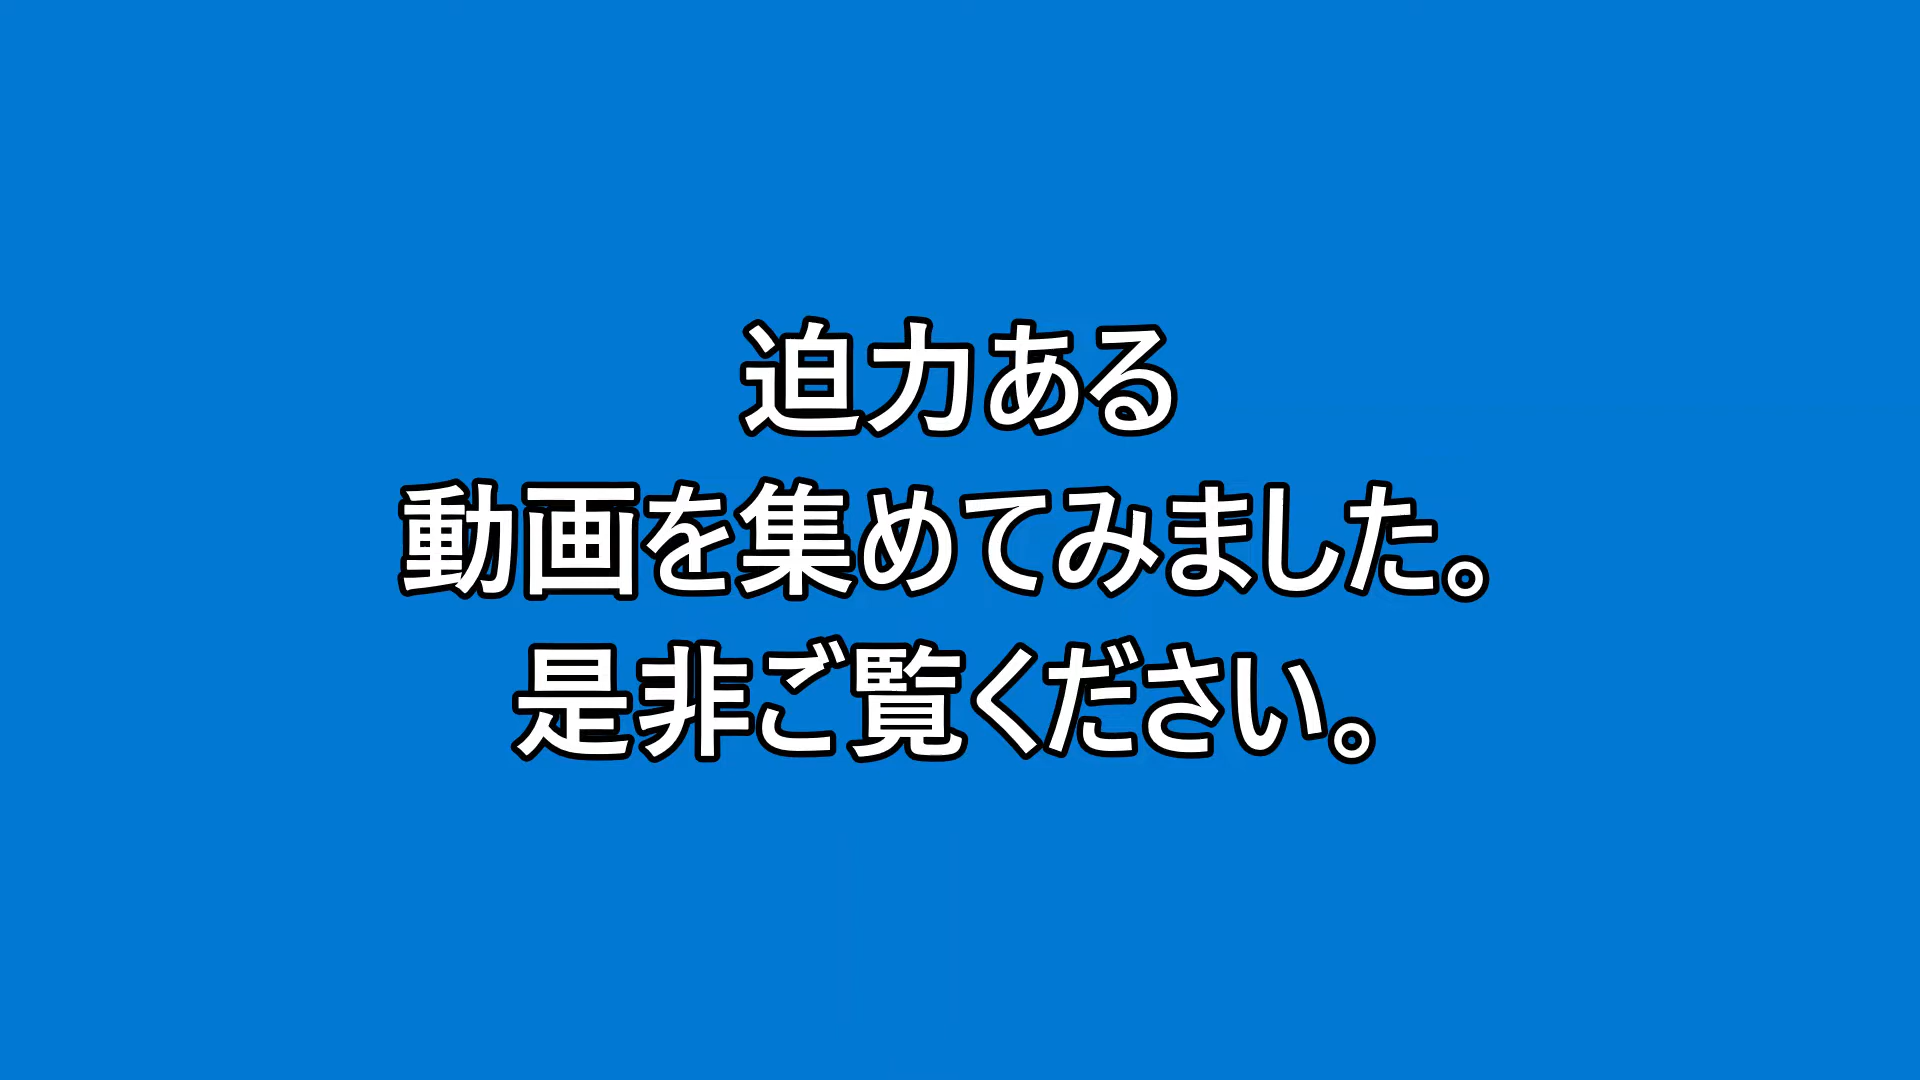 迫力ある
動画を集めてみました。
是非ご覧ください。